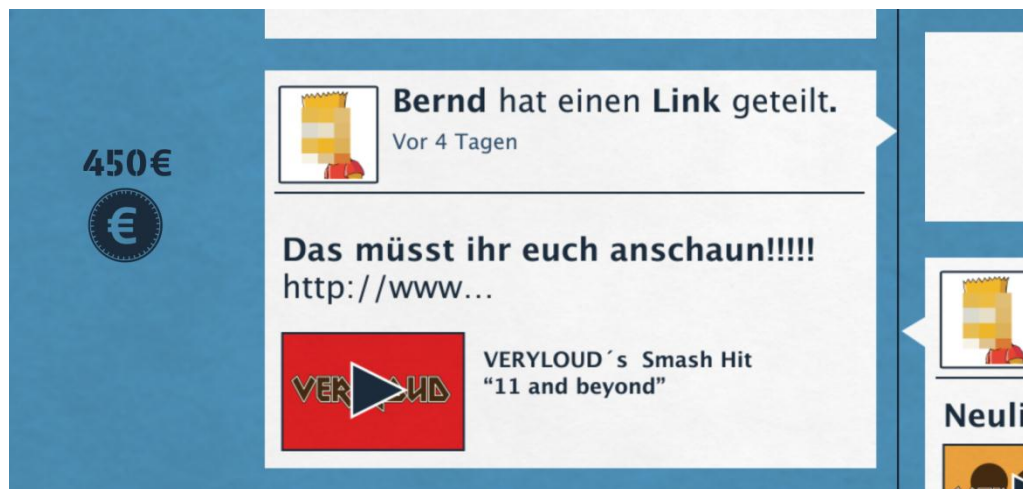 450€
€
Bernd hat einen Link geteilt.
Vor 4 Tagen
Das müsst ihr euch anschaun!!!!!
http://www...
VERYLOUD
VERYLOUD´s Smash Hit
“11 and beyond”